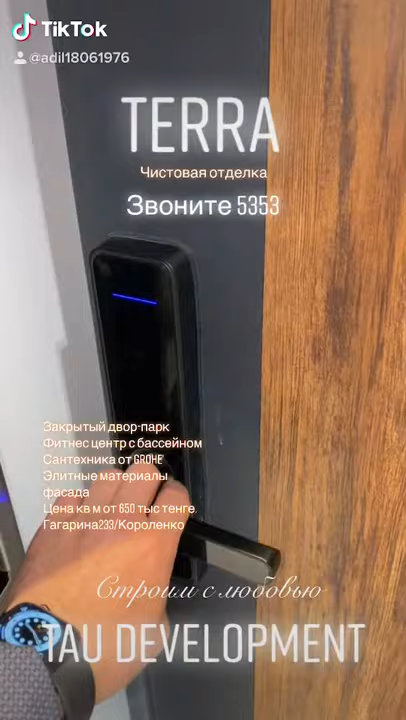 TikTok
@adil18061976
TERRA
Чистовая отделка
Звоните 5353
Закрытый двор-парк
Фитнес центр с бассейном
Сантехника от GROHE
Элитные материалы
фасада
Цена кв м от 650 тыс тенге.
Гагарина233/Короленко
Строим с любовью
TAU DEVELOPMENT